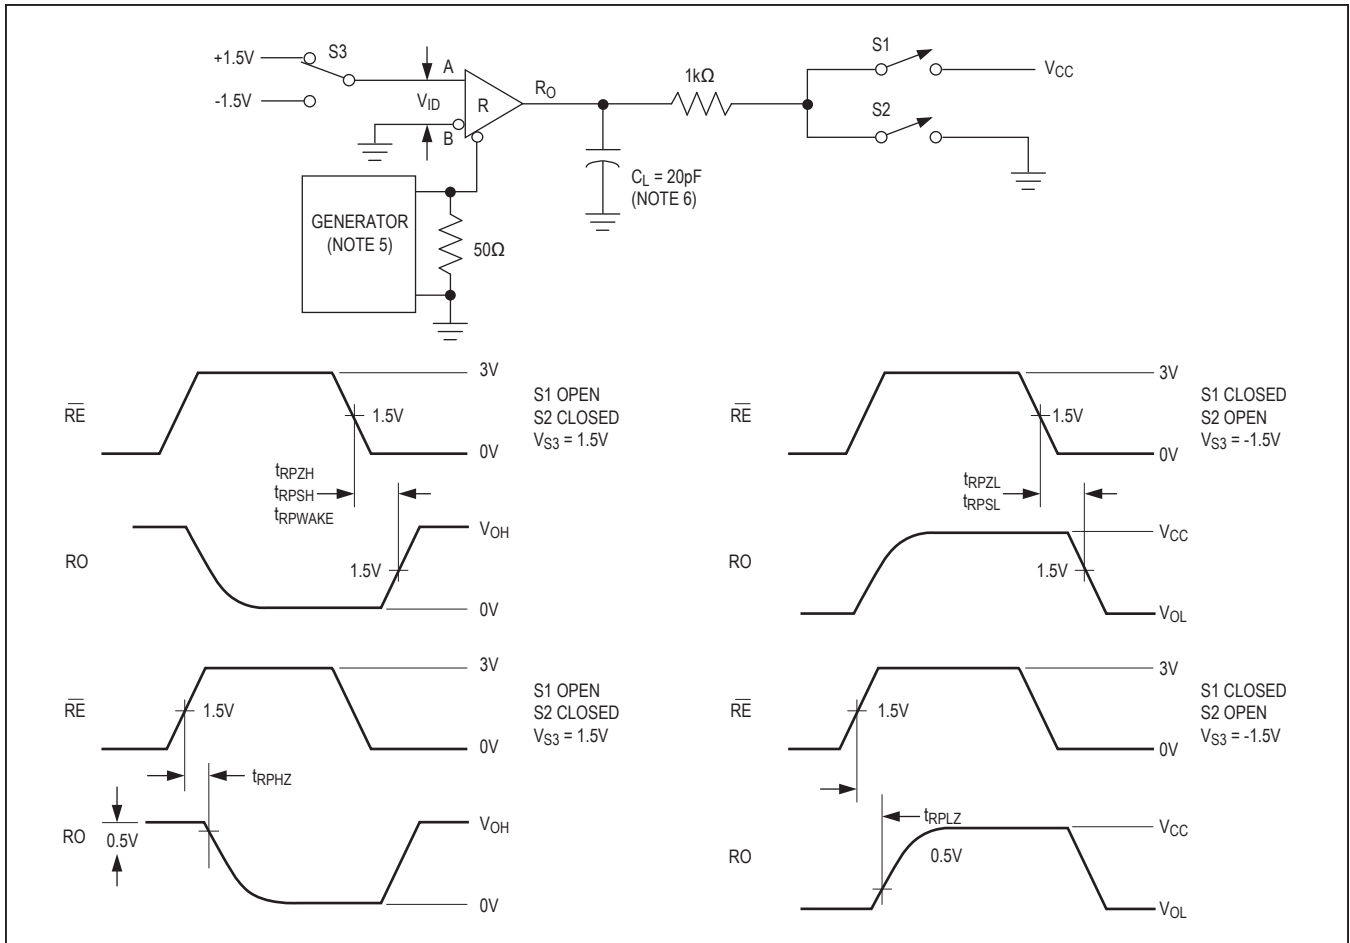 +1.5V
S3
-1.5V
A
VID
B
R
RO
1kΩ
S1
VCC
S2
CL = 20pF
(NOTE 6)
GENERATOR
(NOTE 5)
50Ω
RE
3V
1.5V
0V
S1 OPEN
S2 CLOSED
VS3 = 1.5V
tRPZH
tRPSH
tRPWAKE
RO
VOH
1.5V
0V
RE
3V
1.5V
0V
S1 CLOSED
S2 OPEN
VS3 = -1.5V
tRPZL
tRPSL
RO
VCC
1.5V
VOL
RE
3V
1.5V
0V
S1 OPEN
S2 CLOSED
VS3 = 1.5V
tRPHZ
RO
0.5V
VOH
0V
RE
3V
1.5V
0V
S1 CLOSED
S2 OPEN
VS3 = -1.5V
tRPLZ
RO
0.5V
VCC
VOL